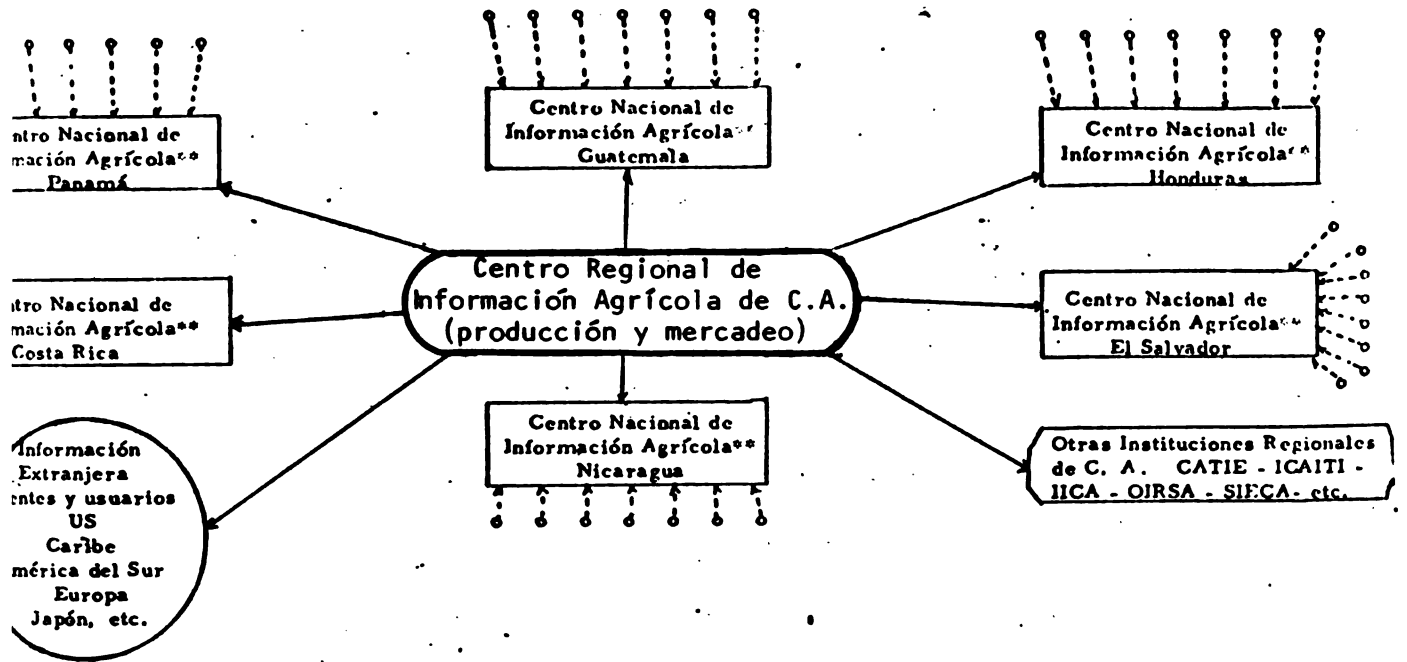 Centro Nacional de
Información Agrícola**
Guatemala
ntro Nacional de
mación Agrícola**
Panamá
Centro Nacional de
Información Agrícola**
Honduras
Centro Regional de
Información Agrícola de C.A.
(producción y mercadeo)
ntro Nacional de
mación Agrícola**
Costa Rica
Centro Nacional de
Información Agrícola**
El Salvador
Centro Nacional de
Información Agrícola**
Nicaragua
Información
Extranjera
entes y usuarios
US
Caribe
mérica del Sur
Europa
Japón, etc.
Otras Instituciones Regionales
de C. A. CATIE - ICAITI -
IICA - OIRSA - SIECA- etc.